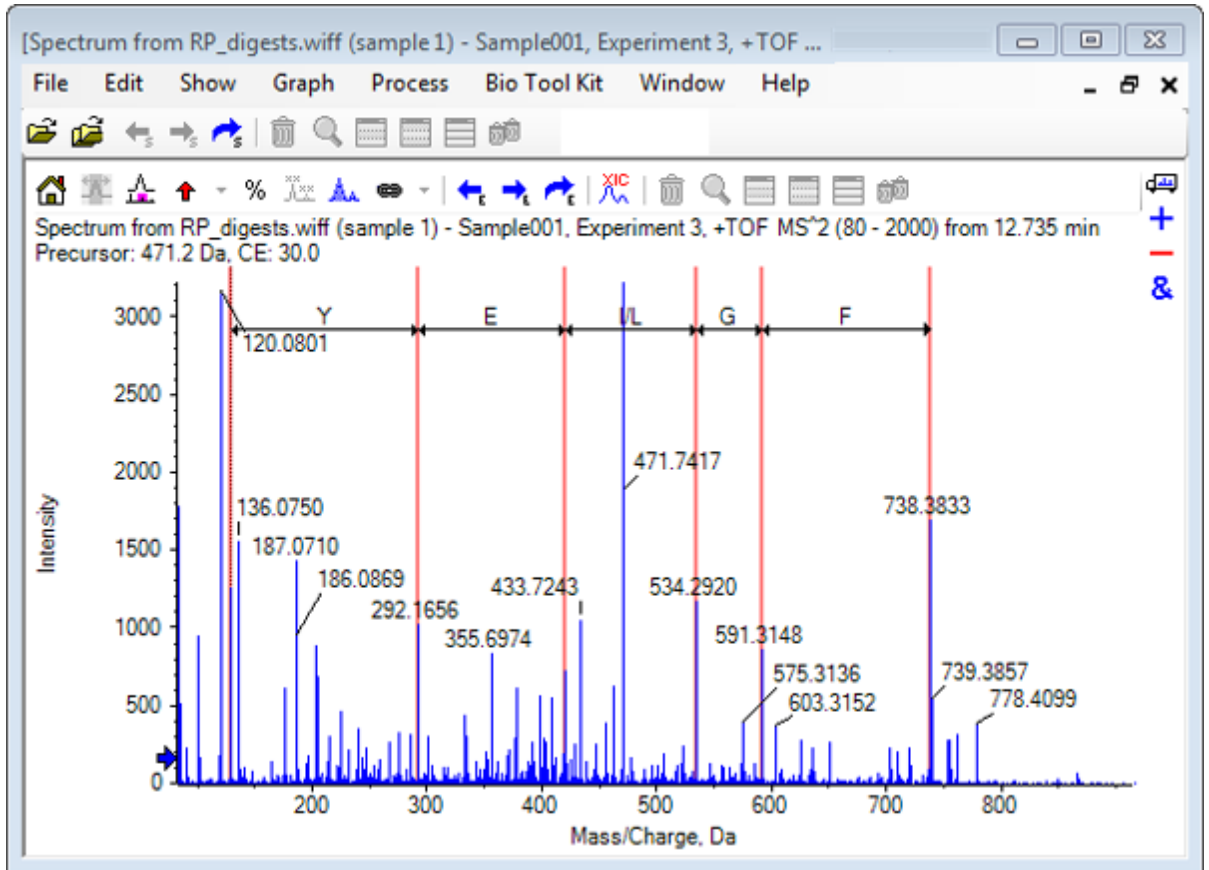 [Spectrum from RP_digests.wiff (sample 1) - Sample001, Experiment 3, +TOF ...
File Edit Show Graph Process Bio Tool Kit Window Help
% XIC
Spectrum from RP_digests.wiff (sample 1) - Sample001, Experiment 3, +TOF MS^2 (80 - 2000) from 12.735 min
Precursor: 471.2 Da, CE: 30.0
+
&
Y E I/L G F
3000
120.0801
2500
2000
471.7417
136.0750
738.3833
1500
187.0710
186.0869
433.7243
534.2920
292.1656
1000
355.6974
591.3148
575.3136
739.3857
603.3152
778.4099
500
0
Intensity
200 300 400 500 600 700 800
Mass/Charge, Da